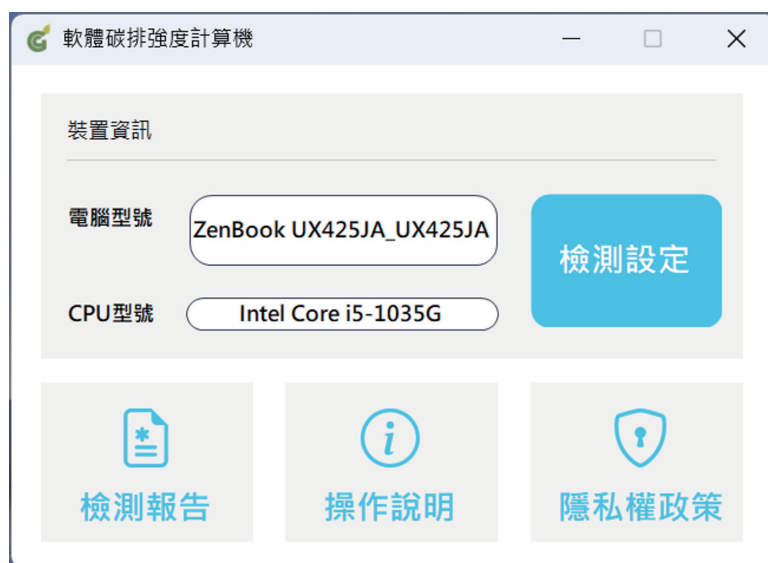 軟體碳排強度計算機
裝置資訊
電腦型號
ZenBook UX425JA_UX425JA
檢測設定
CPU型號
Intel Core i5-1035G
檢測報告
操作說明
隱私權政策